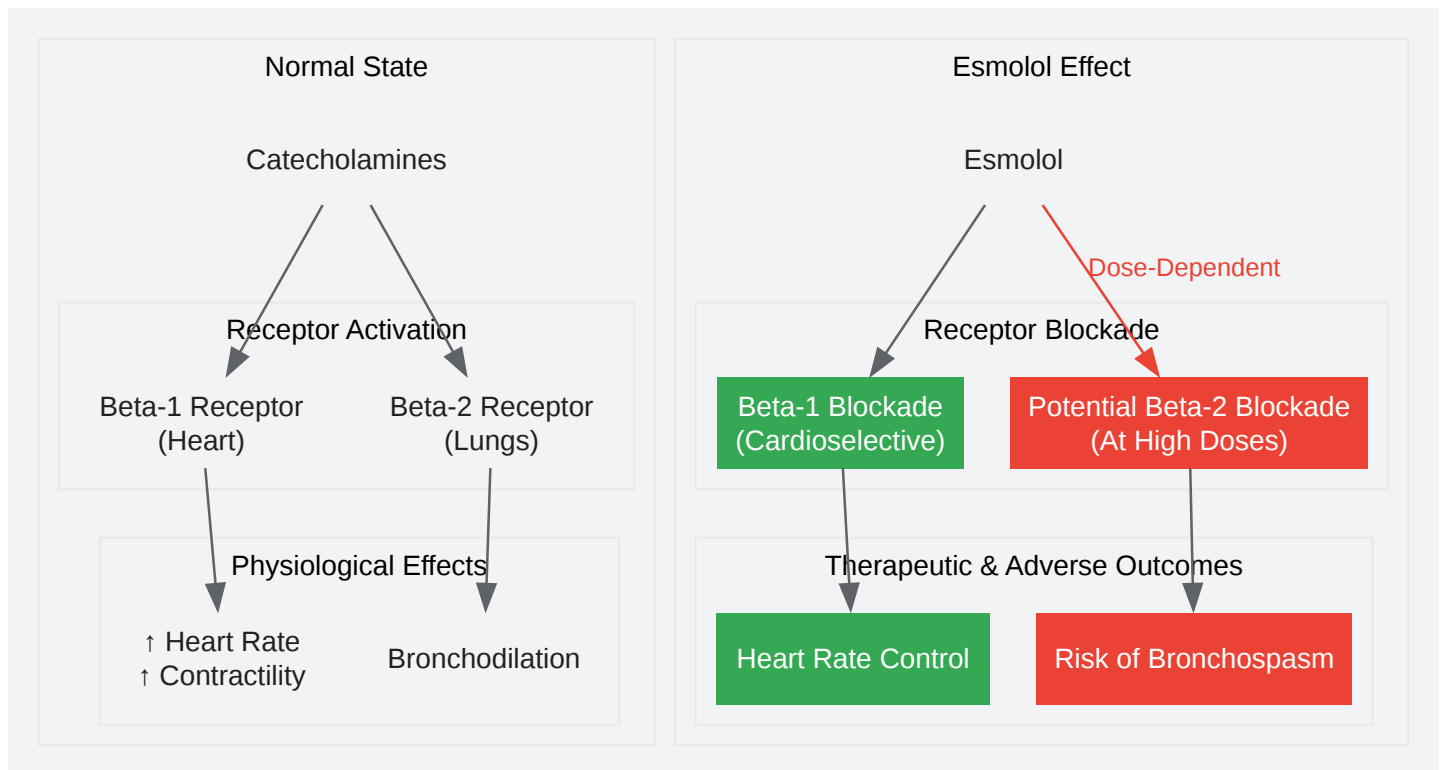 Normal State
Catecholamines
Receptor Activation
Beta-1 Receptor
(Heart)
Beta-2 Receptor
(Lungs)
Physiological Effects
↑ Heart Rate
↑ Contractility
Bronchodilation
Esmolol Effect
Esmolol
Dose-Dependent
Receptor Blockade
Beta-1 Blockade
(Cardioselective)
Potential Beta-2 Blockade
(At High Doses)
Therapeutic & Adverse Outcomes
Heart Rate Control
Risk of Bronchospasm